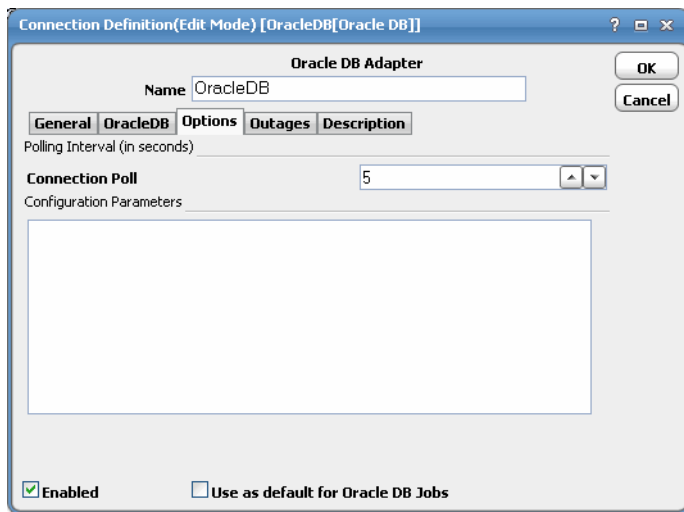 Connection Definition(Edit Mode) [OracleDB[Oracle DB]]
?
Oracle DB Adapter
OK
Name OracleDB
Cancel
General OracleDB Options Outages Description
Polling Interval (in seconds)
Connection Poll 5
Configuration Parameters
Enabled Use as default for Oracle DB Jobs